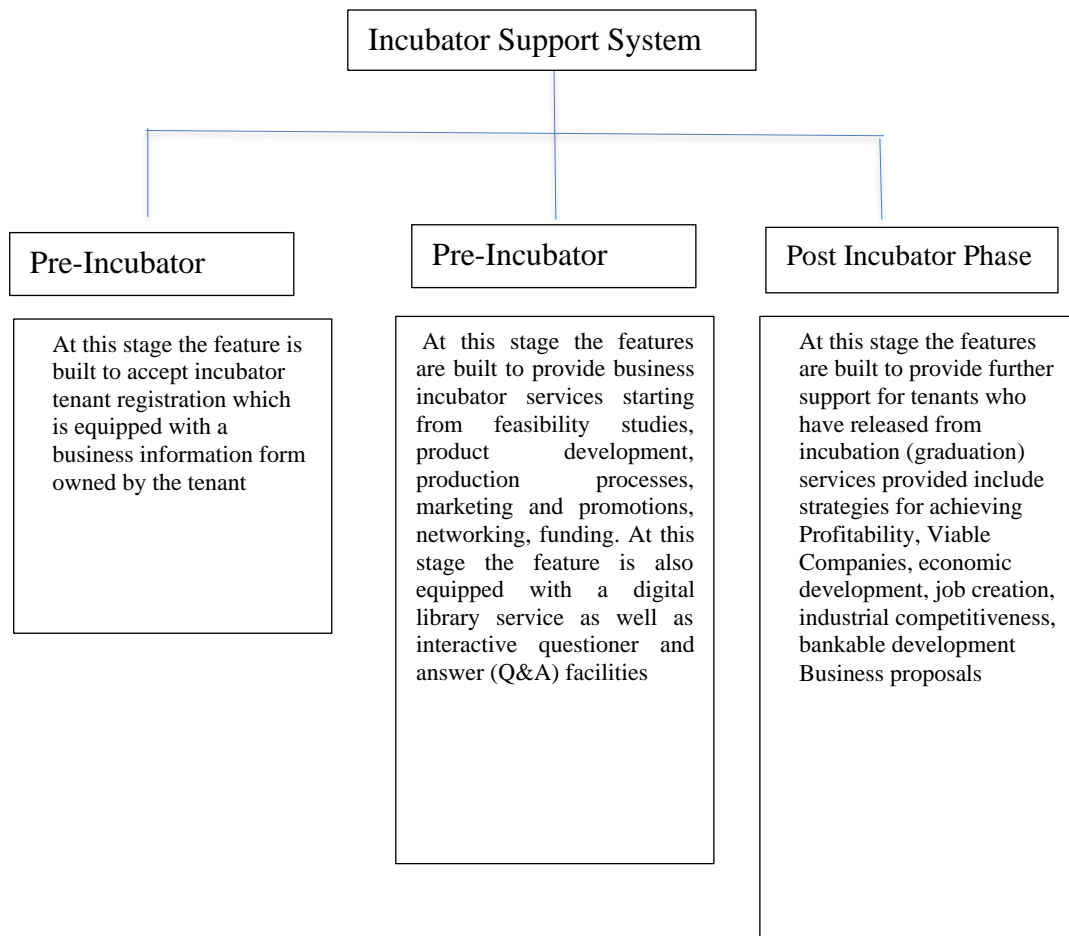 Incubator Support System
Pre-Incubator
At this stage the feature is
built to accept incubator
tenant registration which
is equipped with a
business information form
owned by the tenant
Pre-Incubator
At this stage the features
are built to provide business
incubator services starting
from feasibility studies,
product development,
production processes,
marketing and promotions,
networking, funding. At this
stage the feature is also
equipped with a digital
library service as well as
interactive questioner and
answer (Q&A) facilities
Post Incubator Phase
At this stage the features
are built to provide further
support for tenants who
have released from
incubation (graduation)
services provided include
strategies for achieving
Profitability, Viable
Companies, economic
development, job creation,
industrial competitiveness,
bankable development
Business proposals